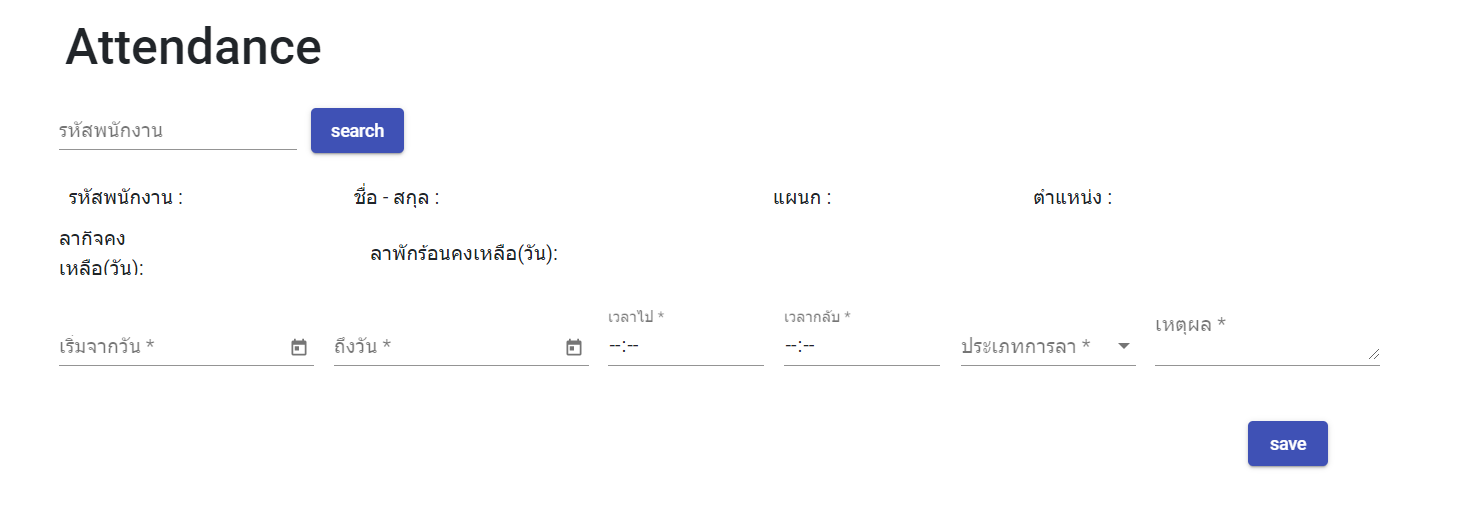 Attendance
รหัสพนักงาน search
รหัสพนักงาน : ชื่อ - สกุล : แผนก : ตำแหน่ง :
ลากิจคง
เหลือ(วัน):
ลาพักร้อนคงเหลือ(วัน):
เวลาไป * เวลากลับ *
เริ่มจากวัน * ถึงวัน * --:-- --:-- ประเภทการลา * เหตุผล *
save